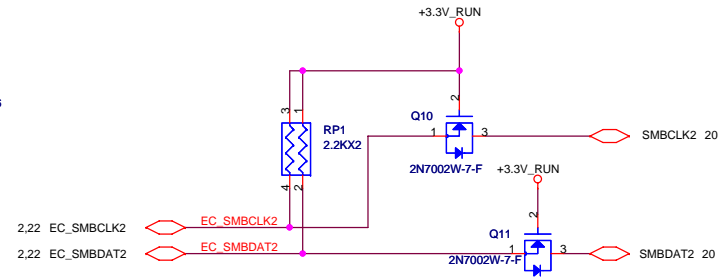 +3.3V_RUN
2
3
1
Q10
RP1
2.2KX2
1
3
SMBCLK2 20
2N7002W-7-F
+3.3V_RUN
4
2
2
2,22 EC_SMBCLK2
EC_SMBCLK2
Q11
2,22 EC_SMBDAT2
EC_SMBDAT2
1
3
SMBDAT2 20
2N7002W-7-F